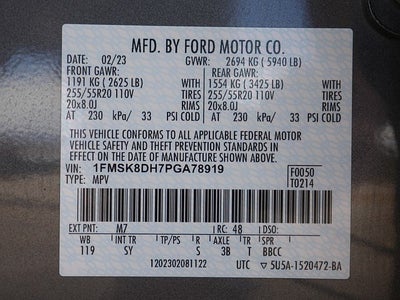 MFD. BY FORD MOTOR CO.
DATE: 02/23 GVWR: 2694 KG ( 5940 LB)
FRONT GAWR: REAR GAWR:
1191 KG ( 2625 LB) WITH 1554 KG ( 3425 LB) WITH
255/55R20 110V TIRES 255/55R20 110V TIRES
20x8.0J RIMS 20x8.0J RIMS
AT 230 kPa/ 33 PSI COLD AT 230 kPa/ 33 PSI COLD
THIS VEHICLE CONFORMS TO ALL APPLICABLE FEDERAL MOTOR
VEHICLE SAFETY AND THEFT PREVENTION STANDARDS IN
EFFECT ON THE DATE OF MANUFACTURE SHOWN ABOVE.
VIN: 1FMSK8DH7PGA78919 F0050
TYPE: MPV T0214
EXT PNT: M7 RC: 48 DSO:
WB INT TR TP/PS R AXLE TR SPR
119 SY S 3B T BBCC
1202302081122 UTC ▽ 5U5A-1520472-BA